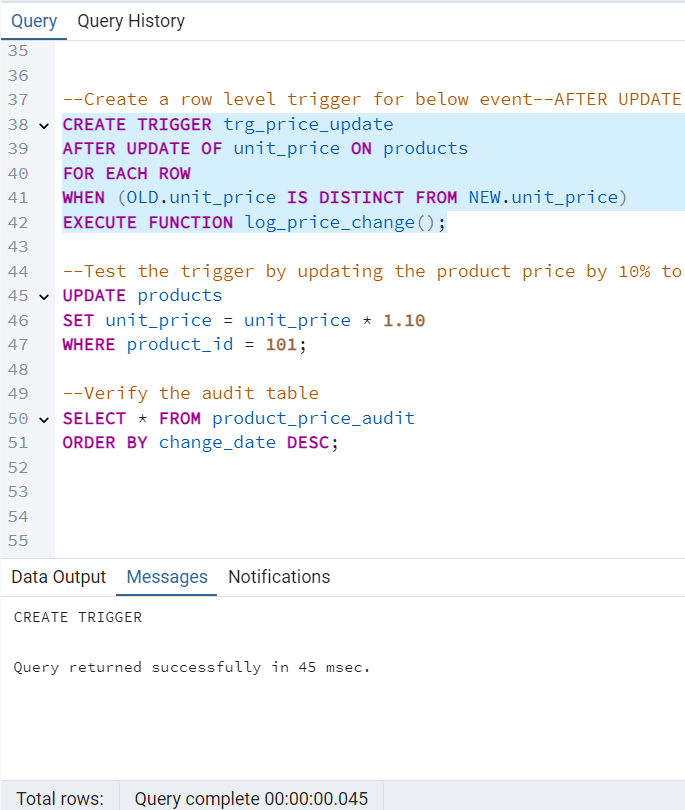 Query Query History
35
36
37 --Create a row level trigger for below event--AFTER UPDATE
38 CREATE TRIGGER trg_price_update
39 AFTER UPDATE OF unit_price ON products
40 FOR EACH ROW
41 WHEN (OLD.unit_price IS DISTINCT FROM NEW.unit_price)
42 EXECUTE FUNCTION log_price_change();
43
44 --Test the trigger by updating the product price by 10% to
45 UPDATE products
46 SET unit_price = unit_price * 1.10
47 WHERE product_id = 101;
48
49 --Verify the audit table
50 SELECT * FROM product_price_audit
51 ORDER BY change_date DESC;
52
53
54
55
Data Output Messages Notifications
CREATE TRIGGER
Query returned successfully in 45 msec.
Total rows: Query complete 00:00:00.045